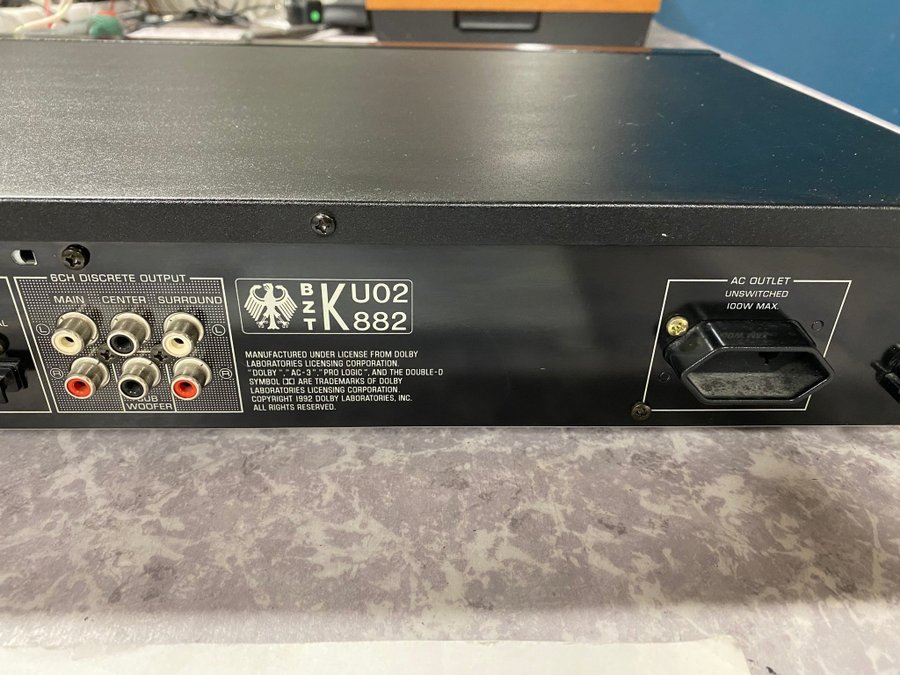 6CH DISCRETE OUTPUT
MAIN CENTER SURROUND
L L
R R
SUB
WOOFER
BZT K U02
882
MANUFACTURED UNDER LICENSE FROM DOLBY
LABORATORIES LICENSING CORPORATION.
"DOLBY", "AC-3", "PRO LOGIC", AND THE DOUBLE-D
SYMBOL ARE TRADEMARKS OF DOLBY
LABORATORIES LICENSING CORPORATION.
COPYRIGHT 1992 DOLBY LABORATORIES, INC.
ALL RIGHTS RESERVED.
AC OUTLET
UNSWITCHED
100W MAX.